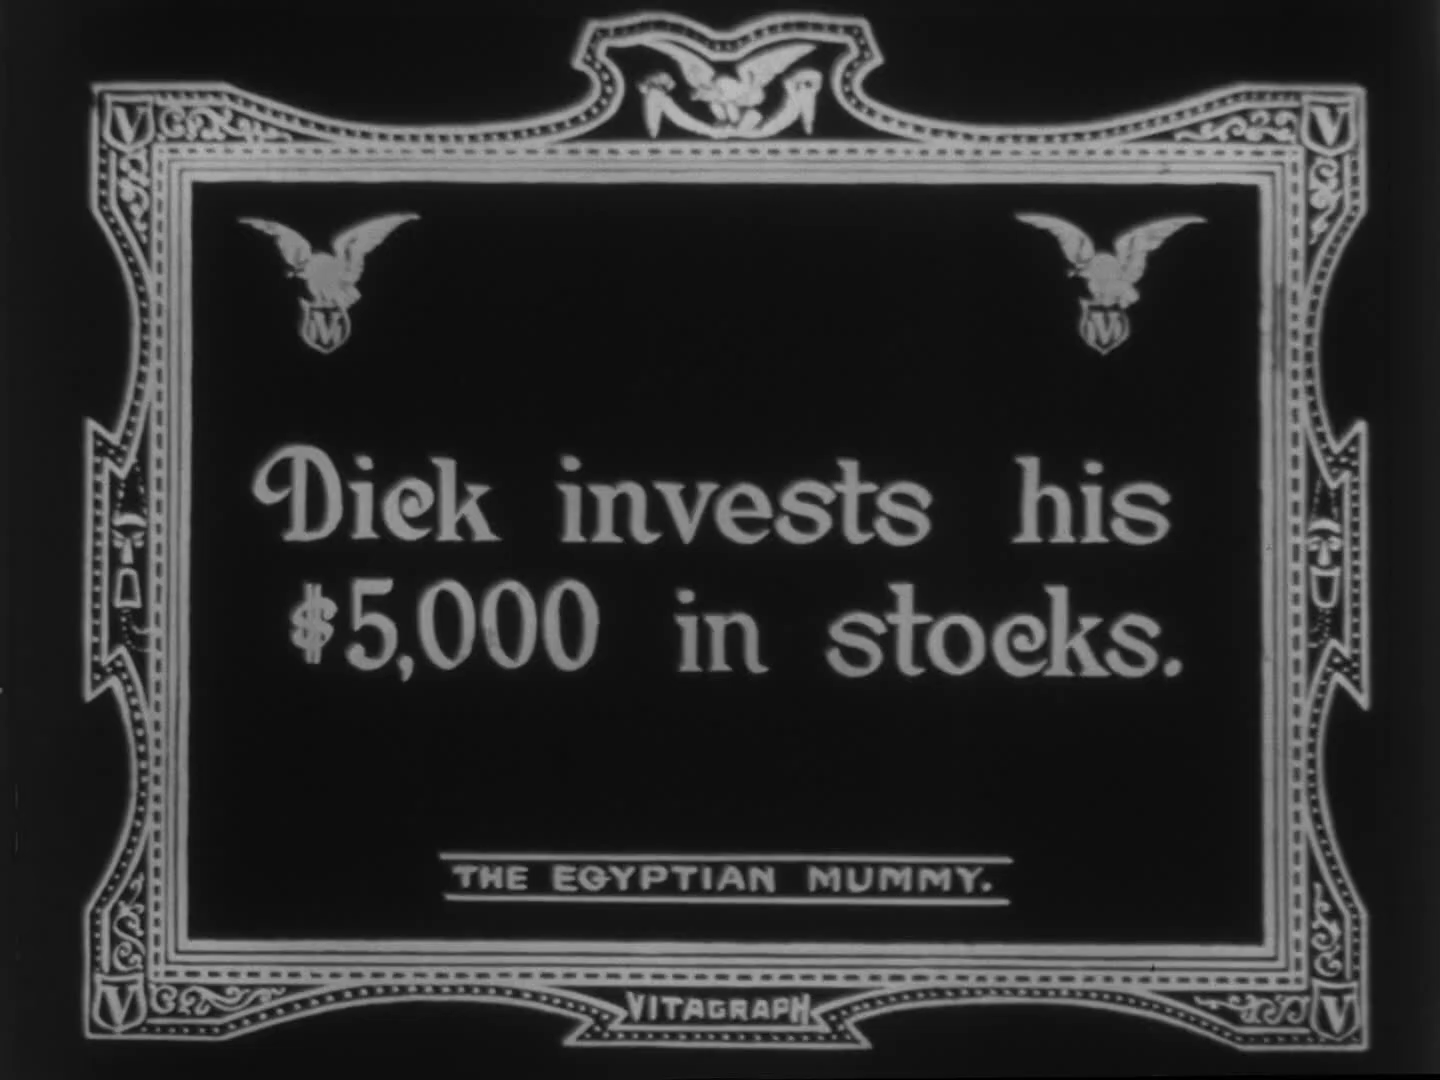 V V
V V
Dick invests his
$5,000 in stocks.
THE EGYPTIAN MUMMY.
V VITAGRAPH V